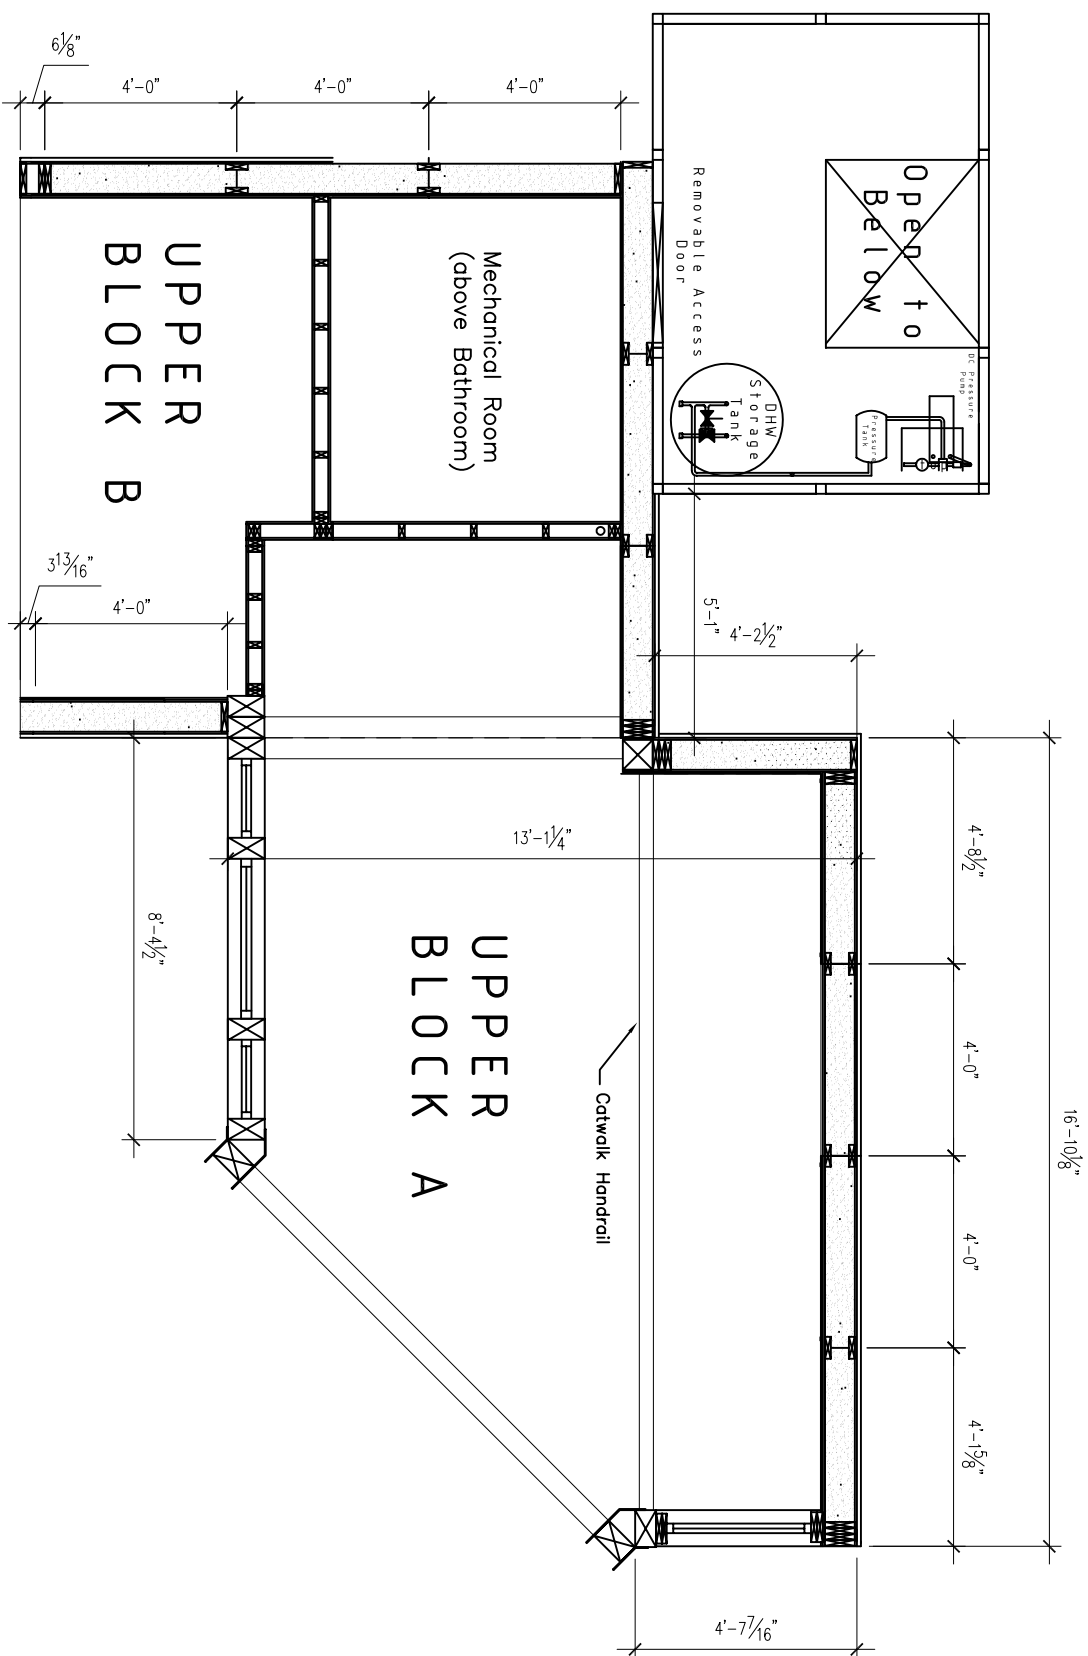 6⅛"
4'-0"
4'-0"
4'-0"
Open to
Below
Removable Access
Door
DC Pressure
Pump
Pressure
Tank
DHW
Storage
Tank
Mechanical Room
(above Bathroom)
UPPER
BLOCK B
3 13/16"
4'-0"
5'-1"
4'-2½"
13'-1¼"
8'-4½"
4'-8½"
4'-0"
4'-0"
4'-1⅝"
16'-10⅛"
UPPER
BLOCK A
Catwalk Handrail
4'-7 7/16"